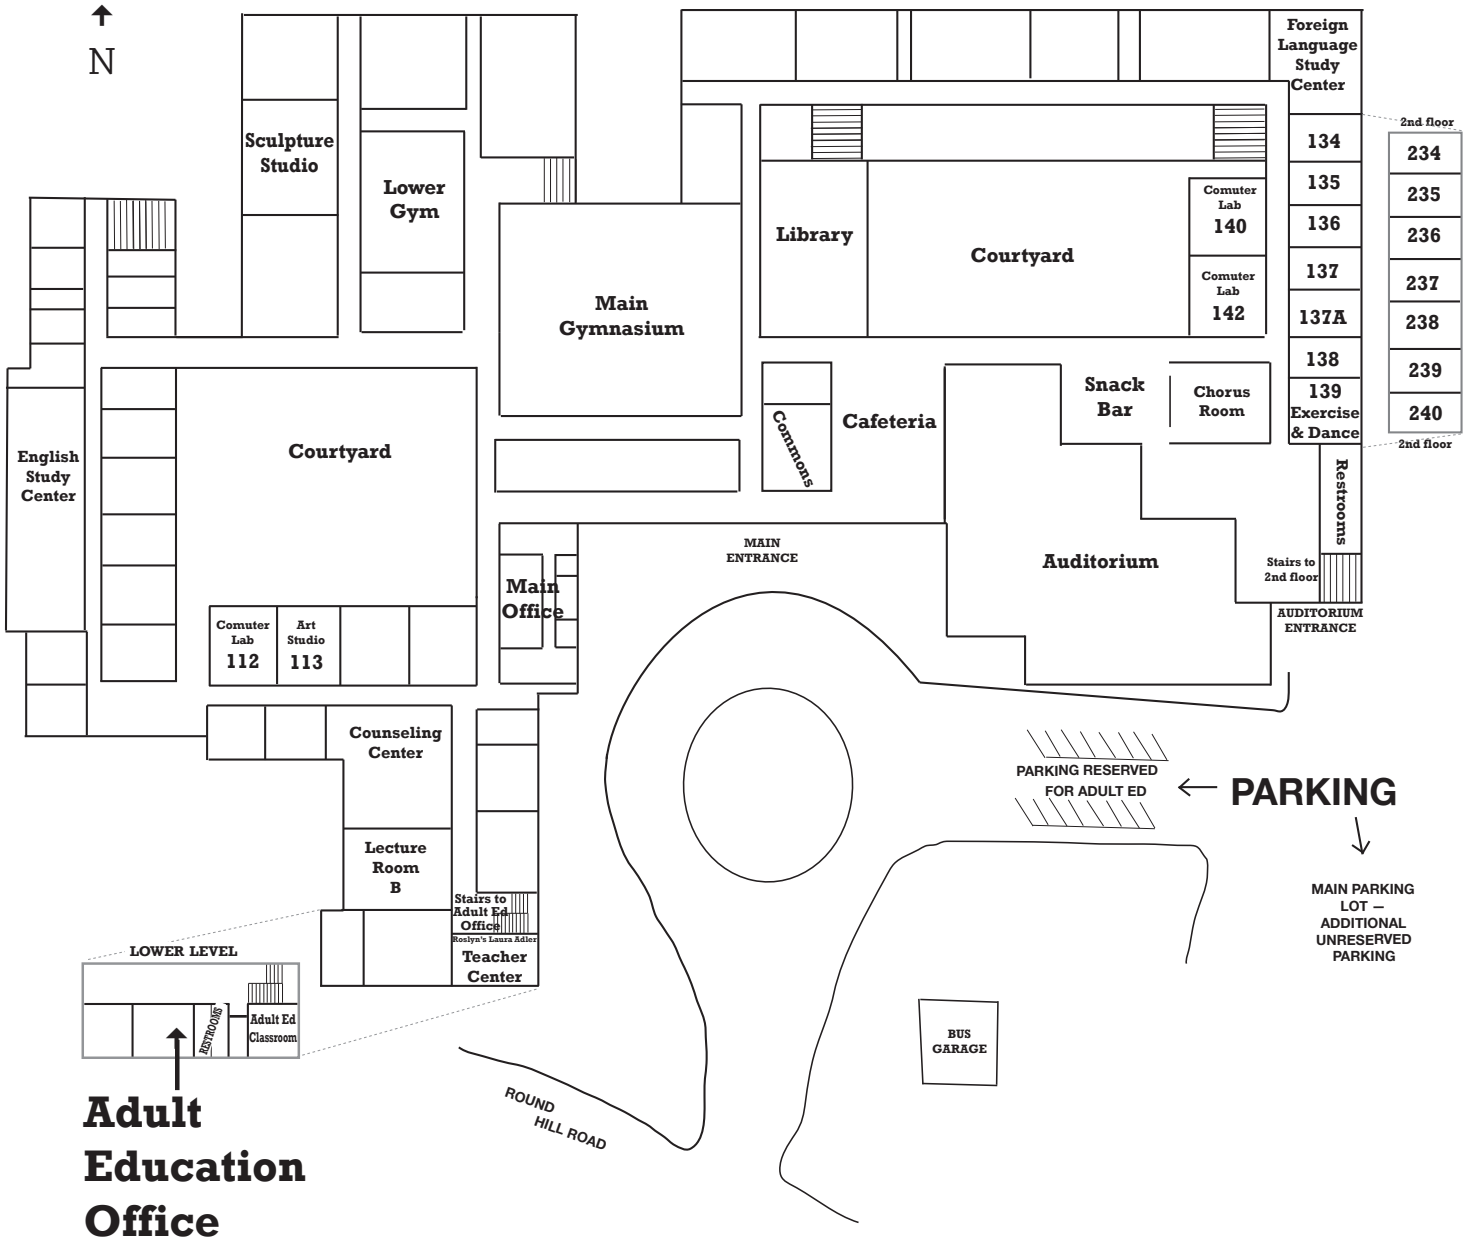 N
Foreign
Language
Study
Center
Sculpture
Studio
Lower
Gym
2nd floor
134
135
136
137
137A
138
139
Exercise
& Dance
234
235
236
237
238
239
240
2nd floor
Comuter
Lab
140
Comuter
Lab
142
Library
Courtyard
Main
Gymnasium
Snack
Bar
Chorus
Room
Commons
Cafeteria
English
Study
Center
Courtyard
Restrooms
Stairs to
2nd floor
AUDITORIUM
ENTRANCE
MAIN
ENTRANCE
Auditorium
Main
Office
Comuter
Lab
112
Art
Studio
113
Counseling
Center
Lecture
Room
B
Stairs to
Adult Ed
Office
Roslyn's Laura Adler
Teacher
Center
PARKING RESERVED
FOR ADULT ED
PARKING
MAIN PARKING
LOT –
ADDITIONAL
UNRESERVED
PARKING
LOWER LEVEL
RESTROOMS
Adult Ed
Classroom
BUS
GARAGE
ROUND
HILL ROAD
Adult
Education
Office